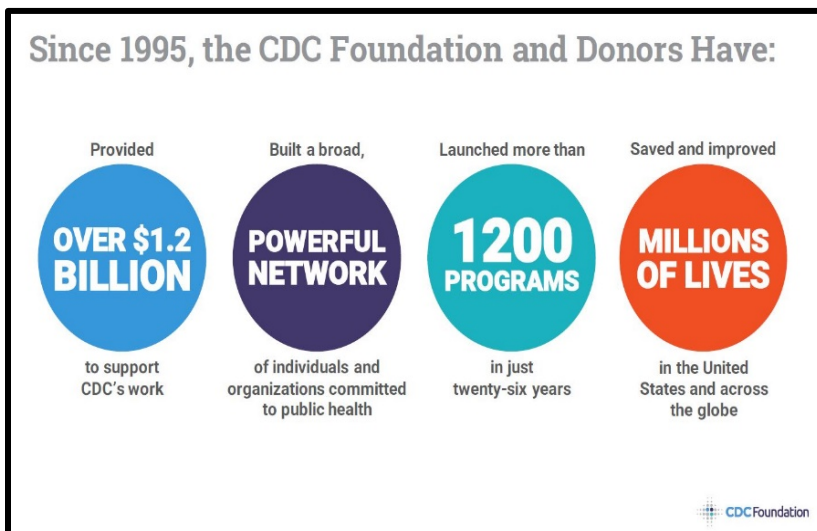 Since 1995, the CDC Foundation and Donors Have:
Provided
OVER $1.2
BILLION
to support
CDC's work
Built a broad,
POWERFUL
NETWORK
of individuals and
organizations committed
to public health
Launched more than
1200
PROGRAMS
in just
twenty-six years
Saved and improved
MILLIONS
OF LIVES
in the United
States and across
the globe
CDC Foundation